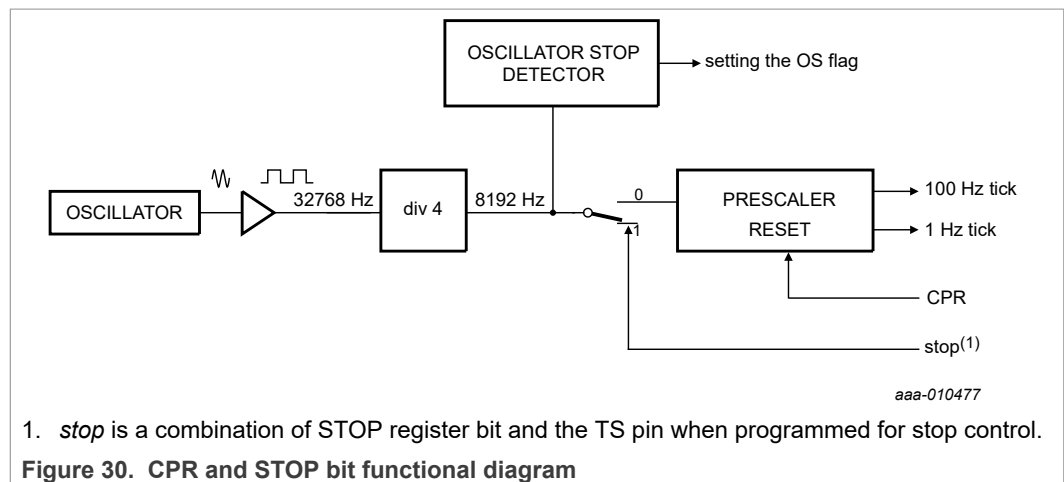 OSCILLATOR STOP
DETECTOR
setting the OS flag
OSCILLATOR
32768 Hz
div 4
8192 Hz
0
1
PRESCALER
RESET
100 Hz tick
1 Hz tick
CPR
stop(1)
aaa-010477
1. stop is a combination of STOP register bit and the TS pin when programmed for stop control.
Figure 30. CPR and STOP bit functional diagram